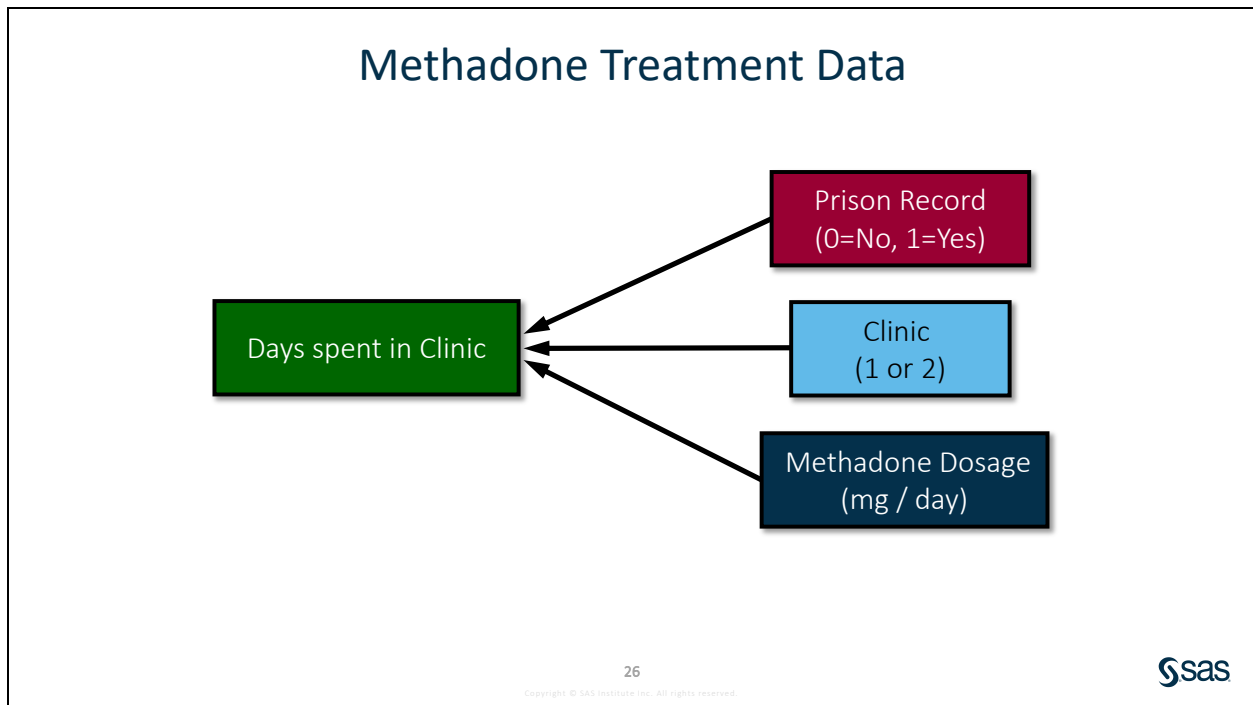 Methadone Treatment Data
Prison Record
(0=No, 1=Yes)
Days spent in Clinic
Clinic
(1 or 2)
Methadone Dosage
(mg / day)
26
Copyright © SAS Institute Inc. All rights reserved.
sas